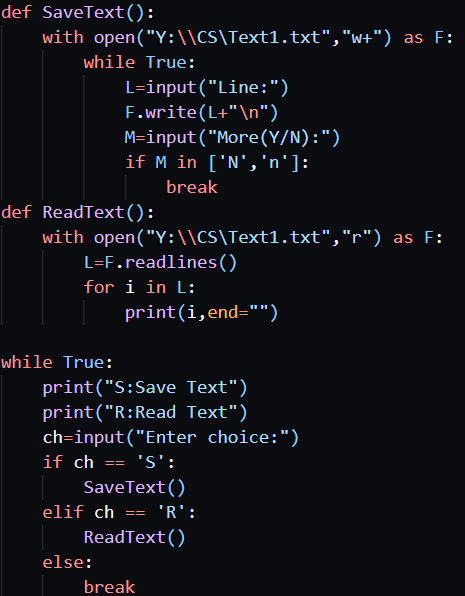 def SaveText():
    with open("Y:\\CS\Text1.txt","w+") as F:
        while True:
            L=input("Line:")
            F.write(L+"\n")
            M=input("More(Y/N):")
            if M in ['N','n']:
                break
def ReadText():
    with open("Y:\\CS\Text1.txt","r") as F:
        L=F.readlines()
        for i in L:
            print(i,end="")

while True:
    print("S:Save Text")
    print("R:Read Text")
    ch=input("Enter choice:")
    if ch == 'S':
        SaveText()
    elif ch == 'R':
        ReadText()
    else:
        break